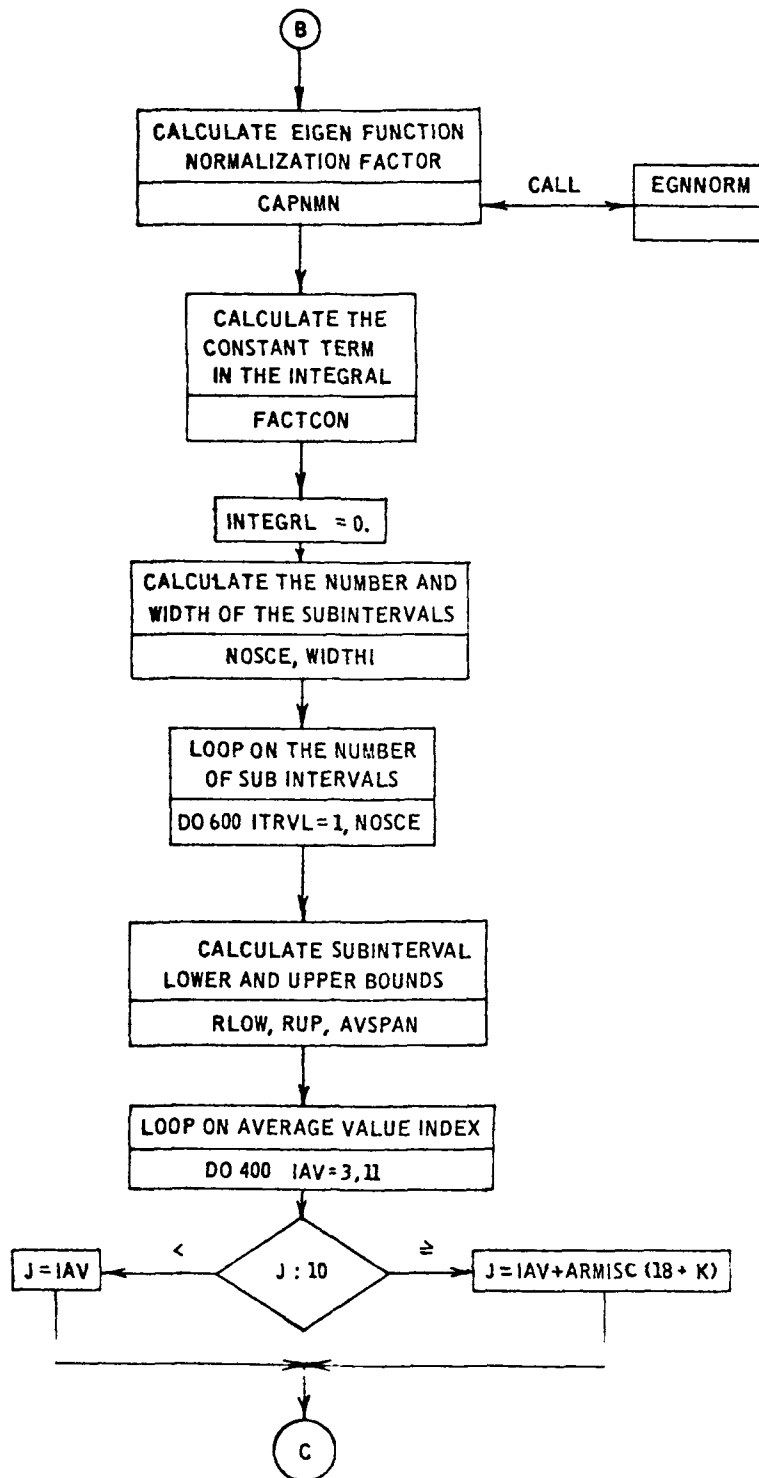 B
CALCULATE EIGEN FUNCTION
NORMALIZATION FACTOR
CAPNMN
CALL
EGNNORM
CALCULATE THE
CONSTANT TERM
IN THE INTEGRAL
FACTCON
INTEGRL = 0.
CALCULATE THE NUMBER AND
WIDTH OF THE SUBINTERVALS
NOSCE, WIDTHI
LOOP ON THE NUMBER
OF SUB INTERVALS
DO 600 ITRVL = 1, NOSCE
CALCULATE SUBINTERVAL
LOWER AND UPPER BOUNDS
RLOW, RUP, AVSPAN
LOOP ON AVERAGE VALUE INDEX
DO 400 IAV = 3, 11
<
≥
J = IAV
J : 10
J = IAV + ARMISC (18 + K)
C